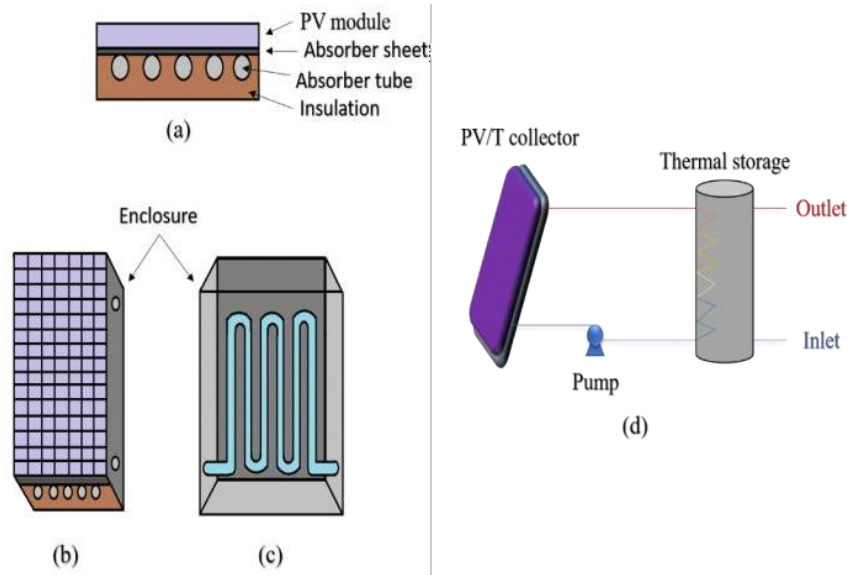 PV module
Absorber sheet
Absorber tube
Insulation
(a)
Enclosure
(b)
(c)
PV/T collector
Thermal storage
Outlet
Inlet
Pump
(d)